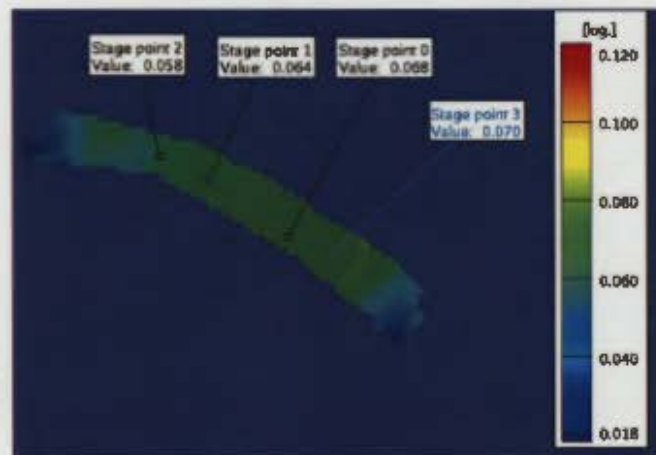 Stage point 2
Value: 0.058
Stage point 1
Value: 0.064
Stage point 0
Value: 0.068
Stage point 3
Value: 0.070
[log.]
0.120
0.100
0.080
0.060
0.040
0.018